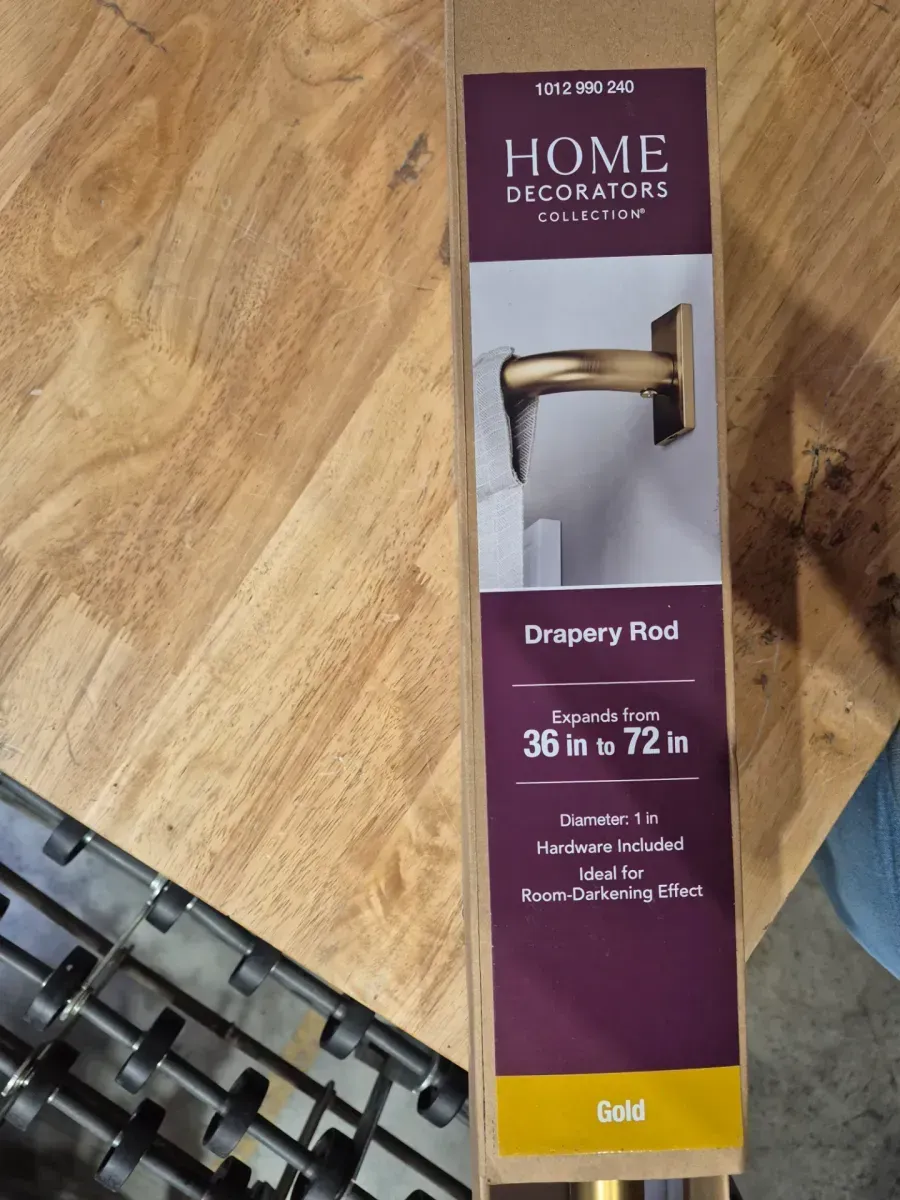 1012 990 240
HOME
DECORATORS
COLLECTION®
Drapery Rod
Expands from
36 in to 72 in
Diameter: 1 in
Hardware Included
Ideal for
Room-Darkening Effect
Gold